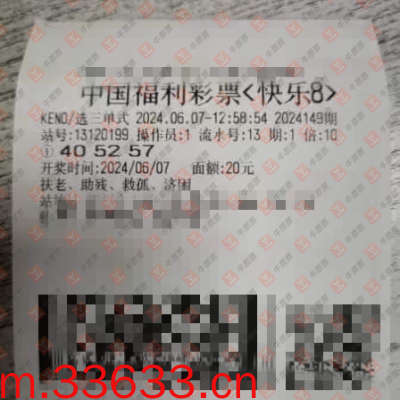 中国福利彩票<快乐8>
KENO/选三单式 2024.06.07-12:58:54 2024149期
站号:13120199 操作员:1 流水号:13 期:1 倍:10
① 40 52 57
开奖时间:2024/06/07 面额:20元
扶老、助残、救孤、济困
m.33633.cn